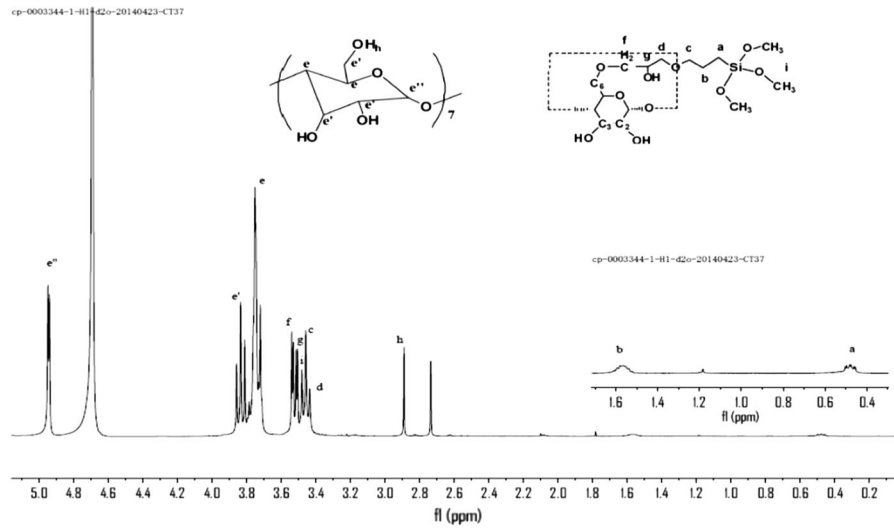 cp-0003344-1-H1-d2o-20140423-CT37
OHh
e'
e
O
e
e''
e'
e'
O
7
HO
OH
f
H2
g
d
c
a
O
OH
O
b
Si
O-CH3
i
O
CH3
O
CH3
O
C6
O
O
C3 C2
HO
OH
e
e''
e'
f
c
g
i
d
h
cp-0003344-1-H1-d2o-20140423-CT37
b
a
1.6 1.4 1.2 1.0 0.8 0.6 0.4
fl (ppm)
5.0 4.8 4.6 4.4 4.2 4.0 3.8 3.6 3.4 3.2 3.0 2.8 2.6 2.4 2.2 2.0 1.8 1.6 1.4 1.2 1.0 0.8 0.6 0.4 0.2
fl (ppm)